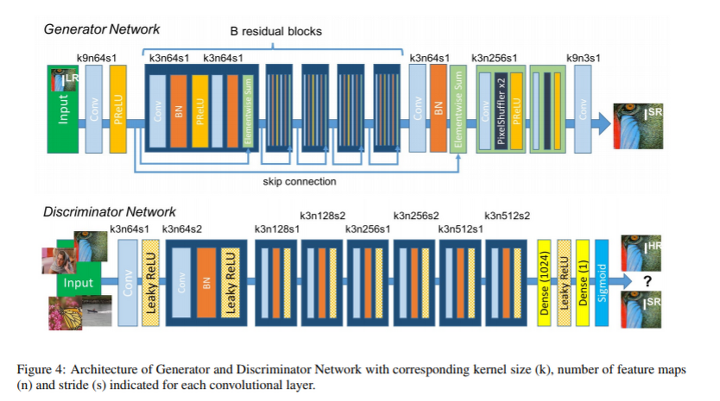 Generator Network
B residual blocks
k9n64s1 k3n64s1 k3n64s1 k3n64s1 k3n256s1 k9n3s1
Input
I LR
Conv
PReLU
Conv
BN
PReLU
Elementwise Sum
Conv
BN
Elementwise Sum
Conv
PixelShuffler x2
PReLU
Conv
I SR
skip connection
Discriminator Network
k3n64s1 k3n64s2 k3n128s1 k3n128s2 k3n256s1 k3n256s2 k3n512s1 k3n512s2
Input
Conv
Leaky ReLU
Conv
BN
Leaky ReLU
Dense (1024)
Leaky ReLU
Dense (1)
Sigmoid
I HR
?
I SR
Figure 4: Architecture of Generator and Discriminator Network with corresponding kernel size (k), number of feature maps
(n) and stride (s) indicated for each convolutional layer.